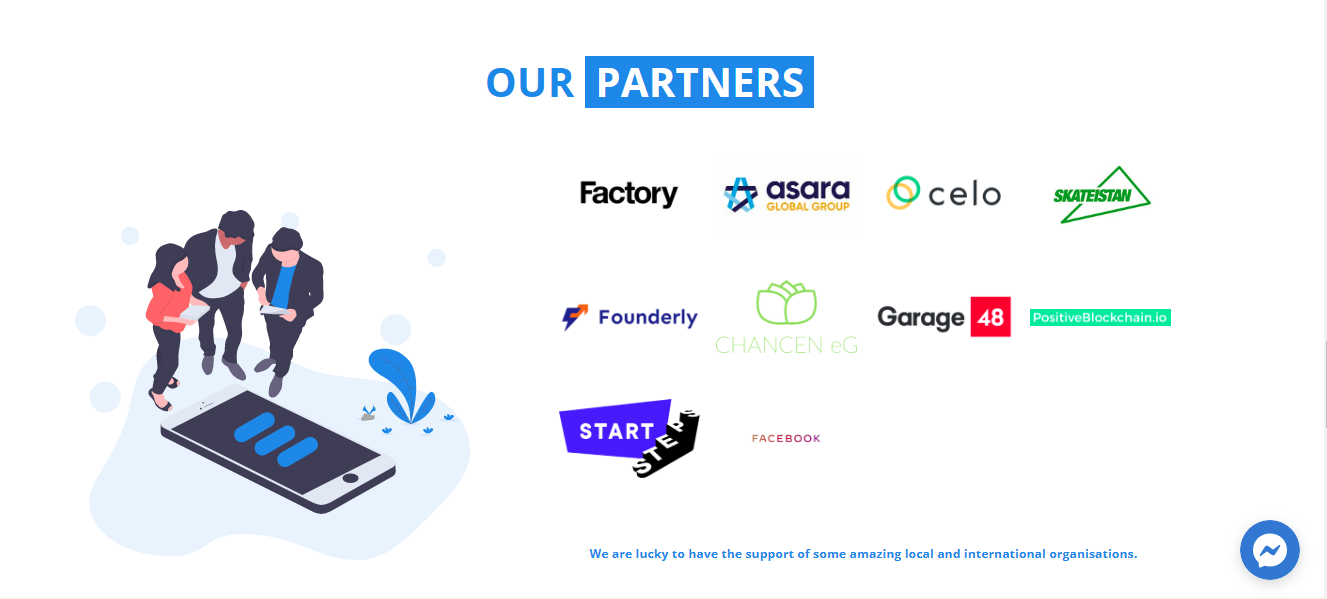 OUR PARTNERS
Factory
asara
GLOBAL GROUP
celo
SKATEISTAN
Founderly
CHANCEN eG
Garage 48
PositiveBlockchain.io
START
STEPS
FACEBOOK
We are lucky to have the support of some amazing local and international organisations.